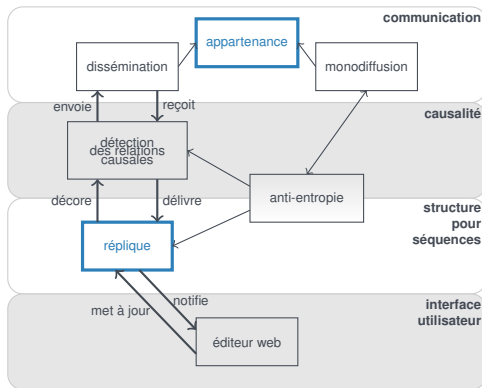 communication
appartenance
dissémination
monodiffusion
envoie
reçoit
causalité
détection
des relations
causales
décore
délivre
anti-entropie
structure
pour
séquences
réplique
met à jour
notifie
interface
utilisateur
éditeur web